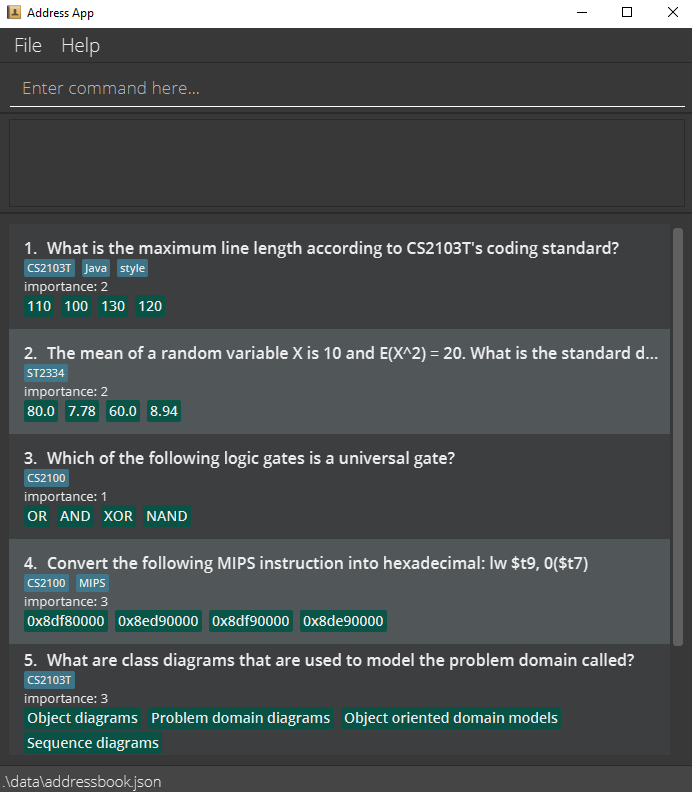 Address App
File Help
Enter command here...
1. What is the maximum line length according to CS2103T's coding standard?
CS2103T Java style
importance: 2
110 100 130 120
2. The mean of a random variable X is 10 and E(X^2) = 20. What is the standard d...
ST2334
importance: 2
80.0 7.78 60.0 8.94
3. Which of the following logic gates is a universal gate?
CS2100
importance: 1
OR AND XOR NAND
4. Convert the following MIPS instruction into hexadecimal: lw $t9, 0($t7)
CS2100 MIPS
importance: 3
0x8df80000 0x8ed90000 0x8df90000 0x8de90000
5. What are class diagrams that are used to model the problem domain called?
CS2103T
importance: 3
Object diagrams Problem domain diagrams Object oriented domain models
Sequence diagrams
.\data\addressbook.json